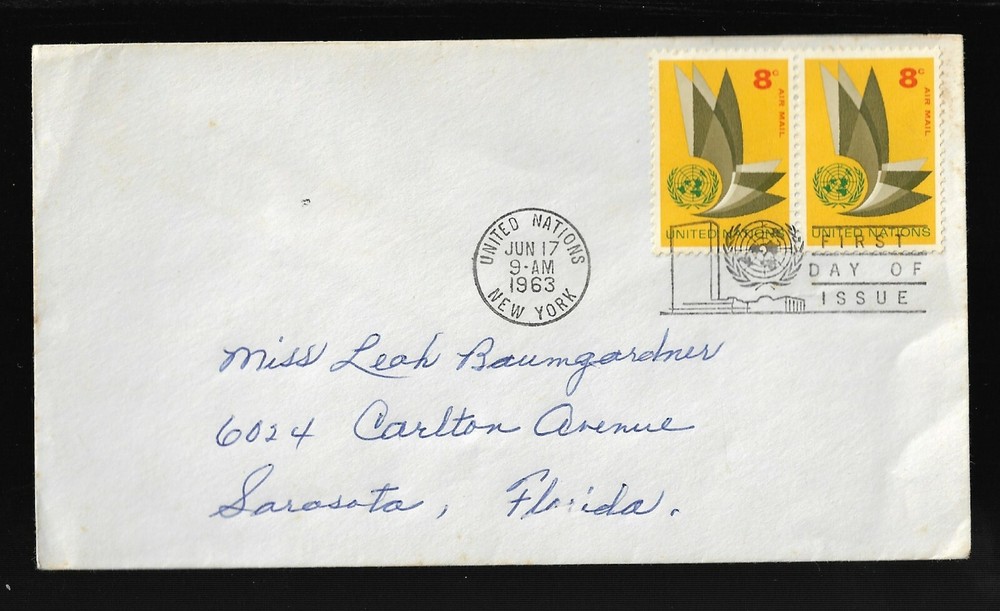 8c
AIR MAIL
UNITED NATIONS
8c
AIR MAIL
UNITED NATIONS
UNITED NATIONS
JUN 17
9-AM
1963
NEW YORK
FIRST
DAY OF
ISSUE
Miss Leah Baumgardner
6024 Carlton Avenue
Sarasota, Florida.